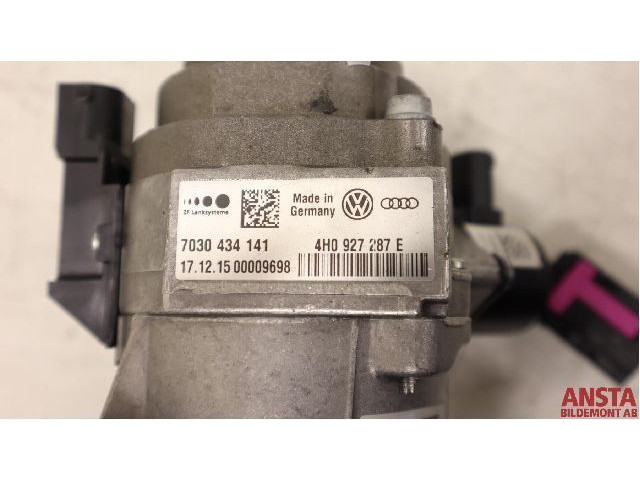 ZF Lenksysteme
Made in
Germany
7030 434 141
4H0 927 287 E
17.12.15 00009698
ANSTA
BILDEMONT AB